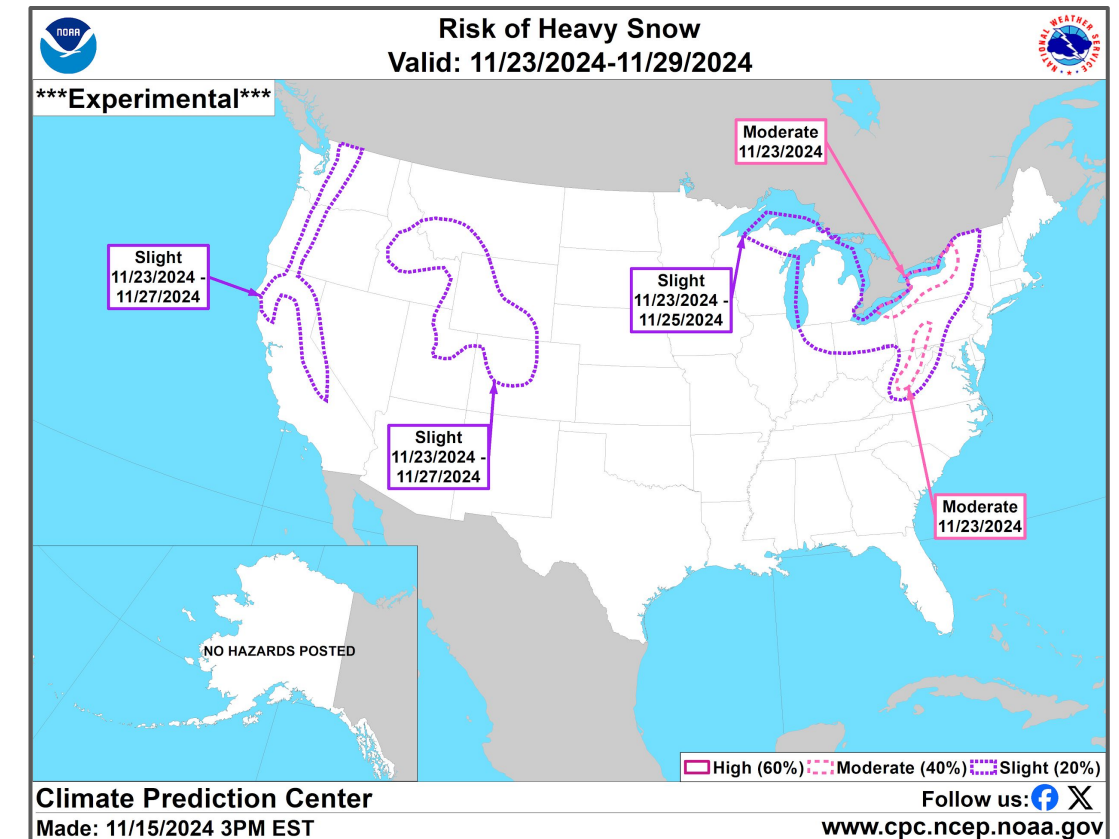 NOAA
Risk of Heavy Snow
Valid: 11/23/2024-11/29/2024
NATIONAL WEATHER SERVICE
***Experimental***
Moderate
11/23/2024
Slight
11/23/2024 -
11/27/2024
Slight
11/23/2024 -
11/25/2024
Slight
11/23/2024 -
11/27/2024
Moderate
11/23/2024
NO HAZARDS POSTED
High (60%) Moderate (40%) Slight (20%)
Climate Prediction Center
Follow us:
Made: 11/15/2024 3PM EST
www.cpc.ncep.noaa.gov